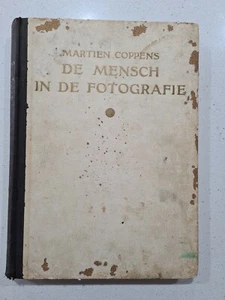 MARTIEN COPPENS
DE MENSCH
IN DE FOTOGRAFIE